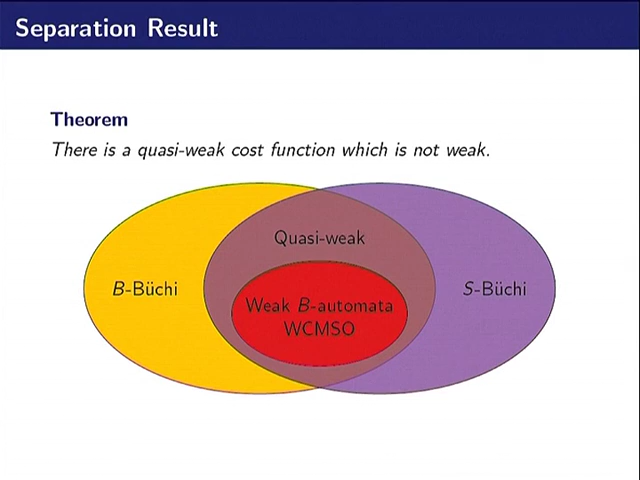 Separation Result
Theorem
There is a quasi-weak cost function which is not weak.
Quasi-weak
B-Büchi
S-Büchi
Weak B-automata
WCMSO